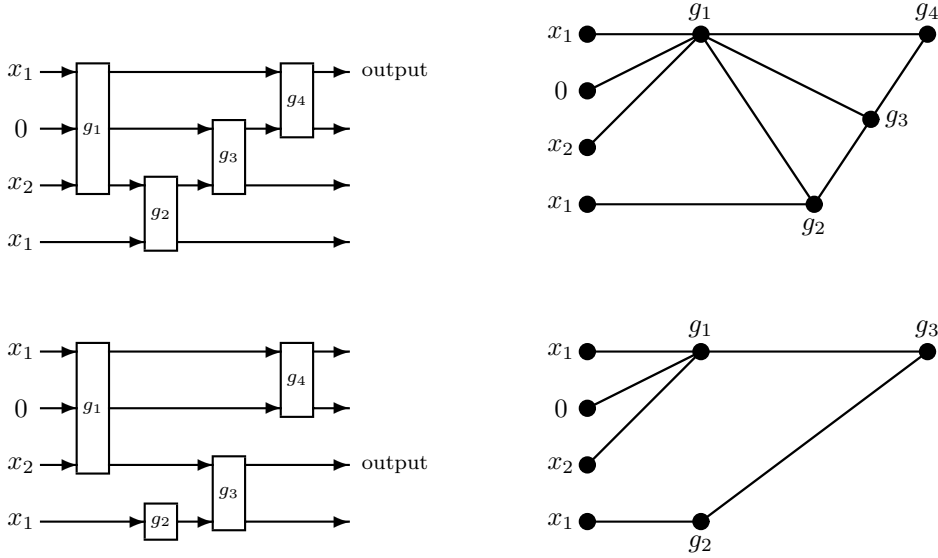 x₁ g₁ g₄ output
0 g₃
x₂ g₂
x₁
g₁ g₄
x₁
0
g₃
x₂
x₁
g₂
x₁ g₁ g₄
0
x₂ g₃ output
x₁ g₂
g₁ g₃
x₁
0
x₂
x₁
g₂